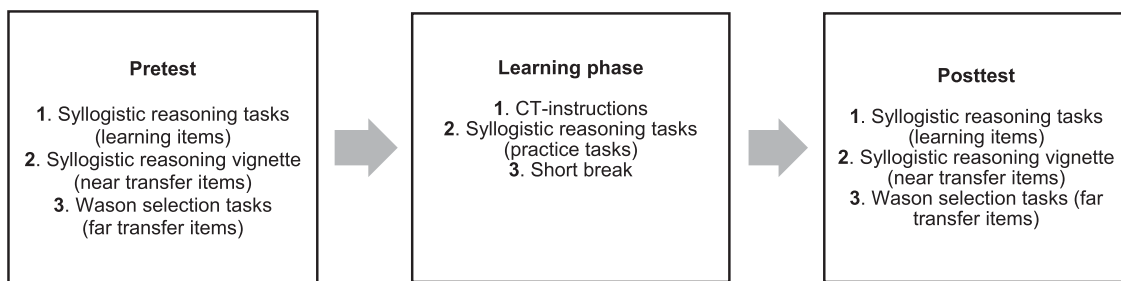 Pretest
1. Syllogistic reasoning tasks
(learning items)
2. Syllogistic reasoning vignette
(near transfer items)
3. Wason selection tasks
(far transfer items)
Learning phase
1. CT-instructions
2. Syllogistic reasoning tasks
(practice tasks)
3. Short break
Posttest
1. Syllogistic reasoning tasks
(learning items)
2. Syllogistic reasoning vignette
(near transfer items)
3. Wason selection tasks (far
transfer items)